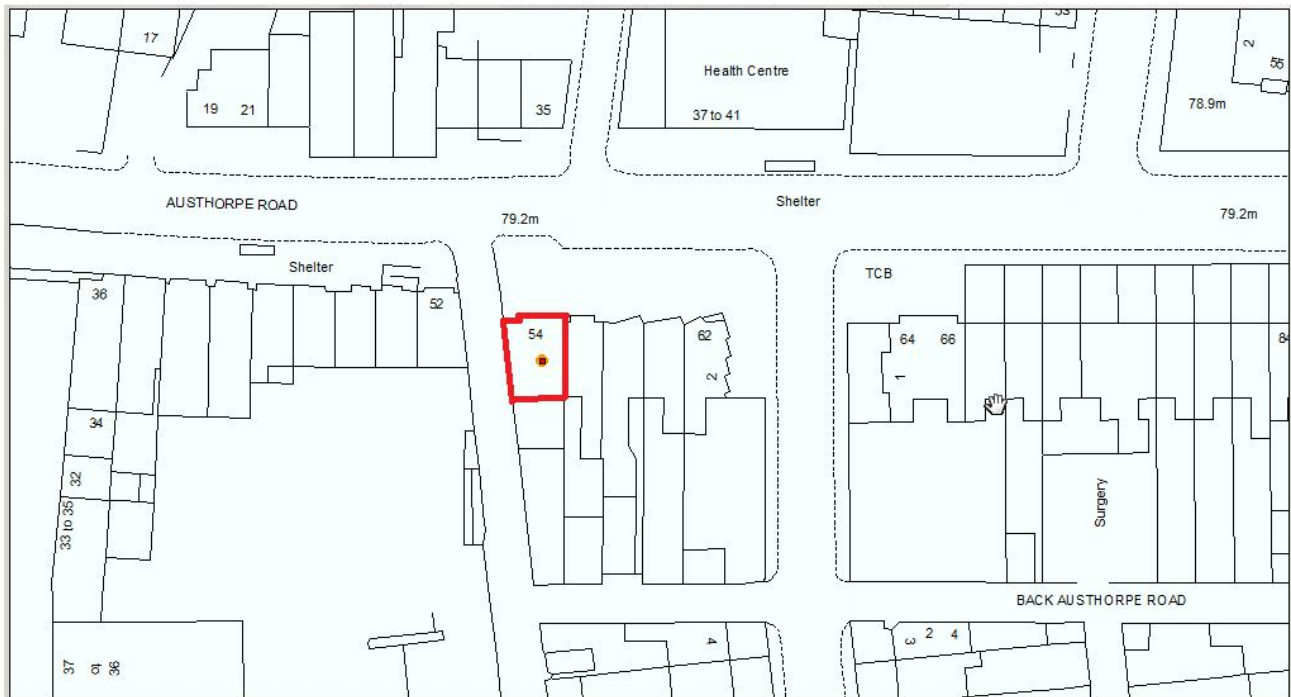 17
19 21
35
Health Centre
37 to 41
53
2
55
78.9m
AUSTHORPE ROAD
79.2m
Shelter
79.2m
Shelter
TCB
36
52
54
62
2
64 66
1
84
34
32
33 to 35
Surgery
BACK AUSTHORPE ROAD
37 to 36
4
3 2 4